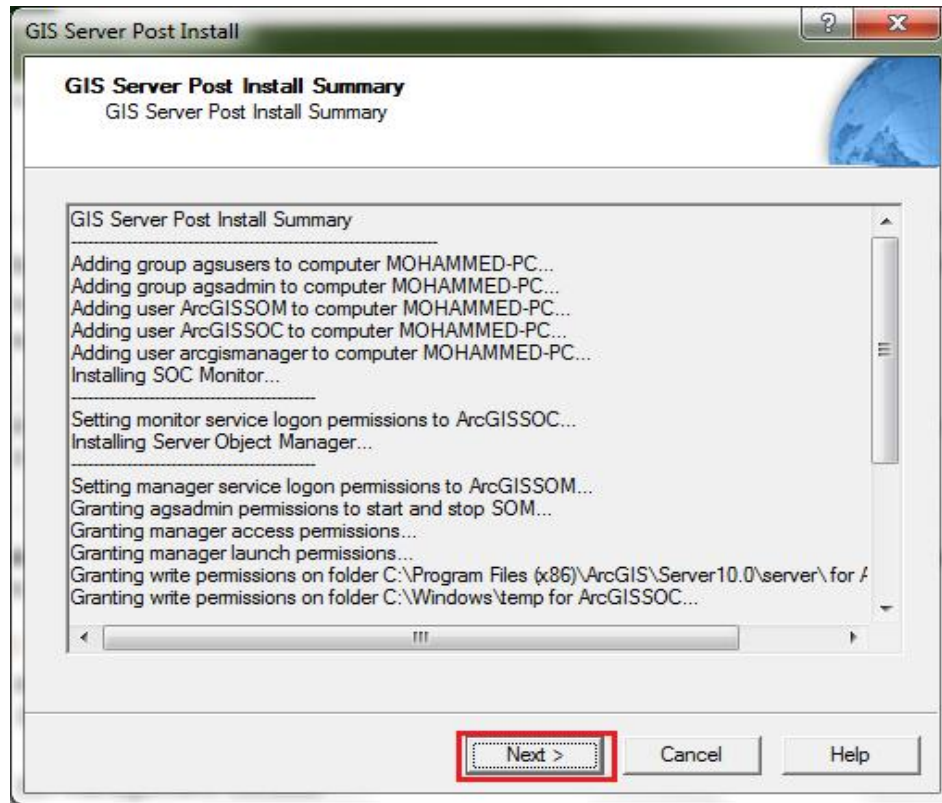 GIS Server Post Install
GIS Server Post Install Summary
GIS Server Post Install Summary
GIS Server Post Install Summary
Adding group agsusers to computer MOHAMMED-PC...
Adding group agsadmin to computer MOHAMMED-PC...
Adding user ArcGISSOM to computer MOHAMMED-PC...
Adding user ArcGISSOC to computer MOHAMMED-PC...
Adding user arcgismanager to computer MOHAMMED-PC...
Installing SOC Monitor...
Setting monitor service logon permissions to ArcGISSOC...
Installing Server Object Manager...
Setting manager service logon permissions to ArcGISSOM...
Granting agsadmin permissions to start and stop SOM...
Granting manager access permissions...
Granting manager launch permissions...
Granting write permissions on folder C:\Program Files (x86)\ArcGIS\Server10.0\server\ for
Granting write permissions on folder C:\Windows\temp for ArcGISSOC...
Next >
Cancel
Help